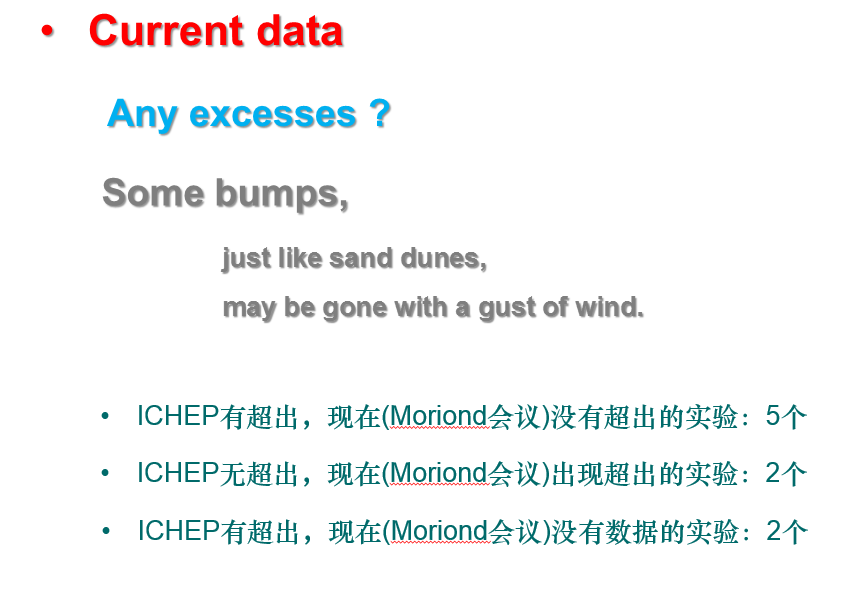 • Current data
Any excesses ?
Some bumps,
just like sand dunes,
may be gone with a gust of wind.
• ICHEP有超出，现在(Moriond会议)没有超出的实验：5个
• ICHEP无超出，现在(Moriond会议)出现超出的实验：2个
• ICHEP有超出，现在(Moriond会议)没有数据的实验：2个